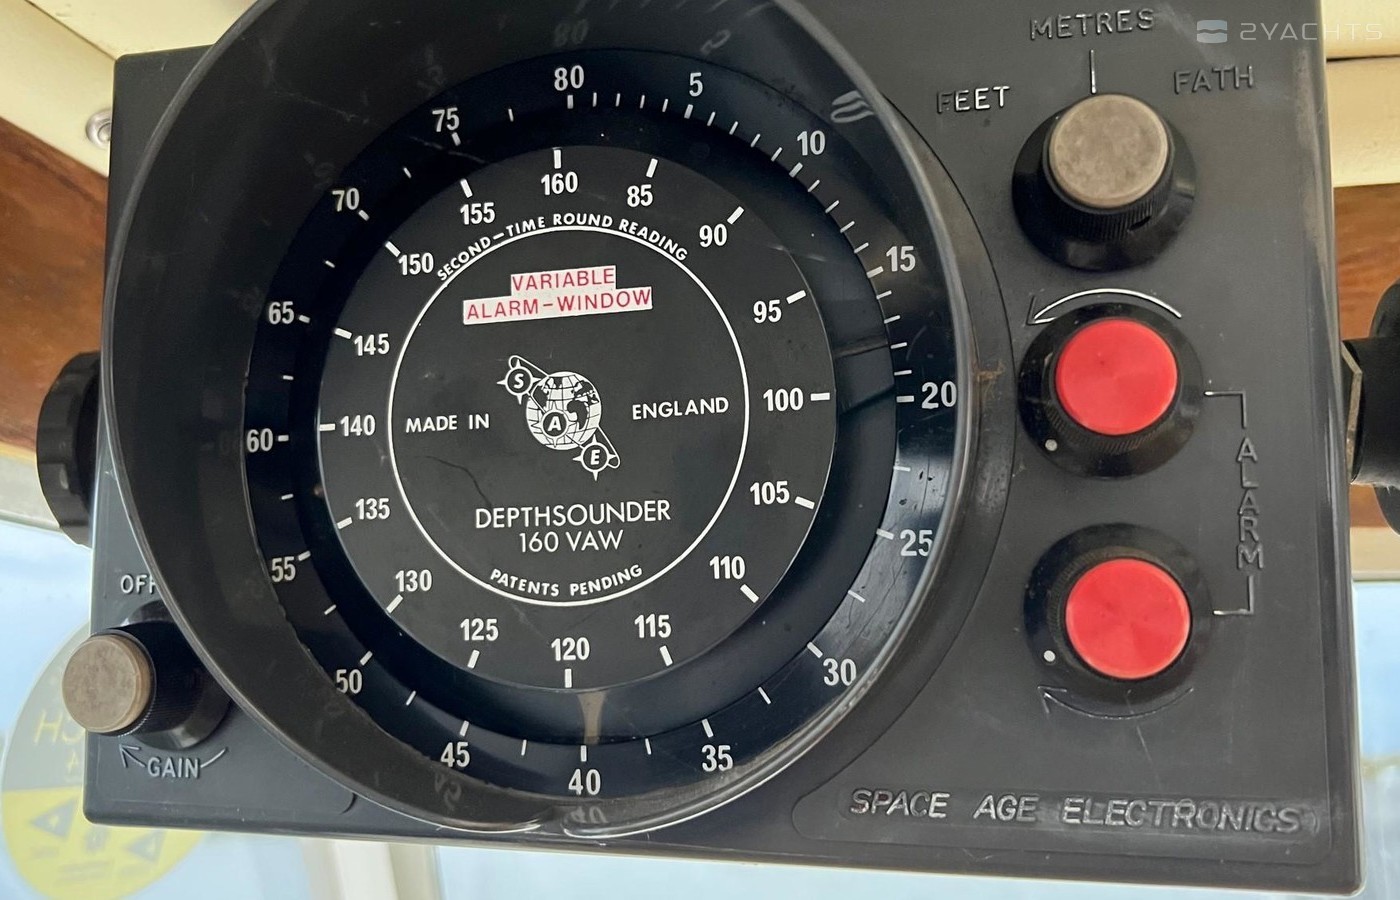 2YACHTS
METRES
FEET
FATH
80
5
10
15
20
25
30
35
40
45
50
55
60
65
70
75
160
85
90
95
100
105
110
115
120
125
130
135
140
145
150
155
SECOND-TIME ROUND READING
VARIABLE
ALARM-WINDOW
S
A
E
MADE IN ENGLAND
DEPTHSOUNDER
160 VAW
PATENTS PENDING
ALARM
OFF
GAIN
SPACE AGE ELECTRONICS